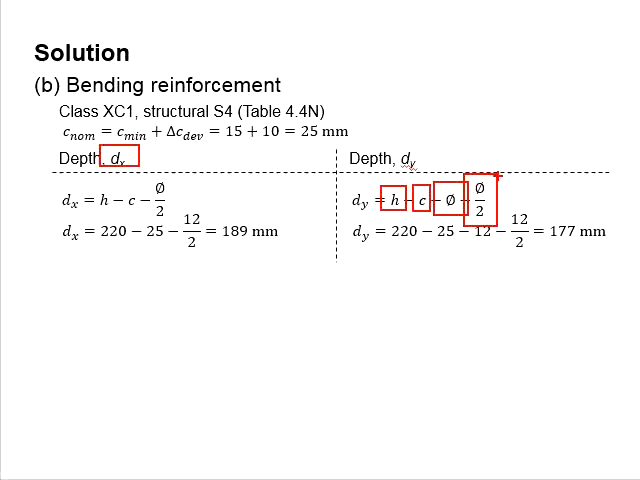 Solution
(b) Bending reinforcement
Class XC1, structural S4 (Table 4.4N)
c_nom = c_min + Δc_dev = 15 + 10 = 25 mm
Depth, d_x
d_x = h − c − Ø/2
d_x = 220 − 25 − 12/2 = 189 mm
Depth, d_y
d_y = h − c − Ø − Ø/2
d_y = 220 − 25 − 12 − 12/2 = 177 mm